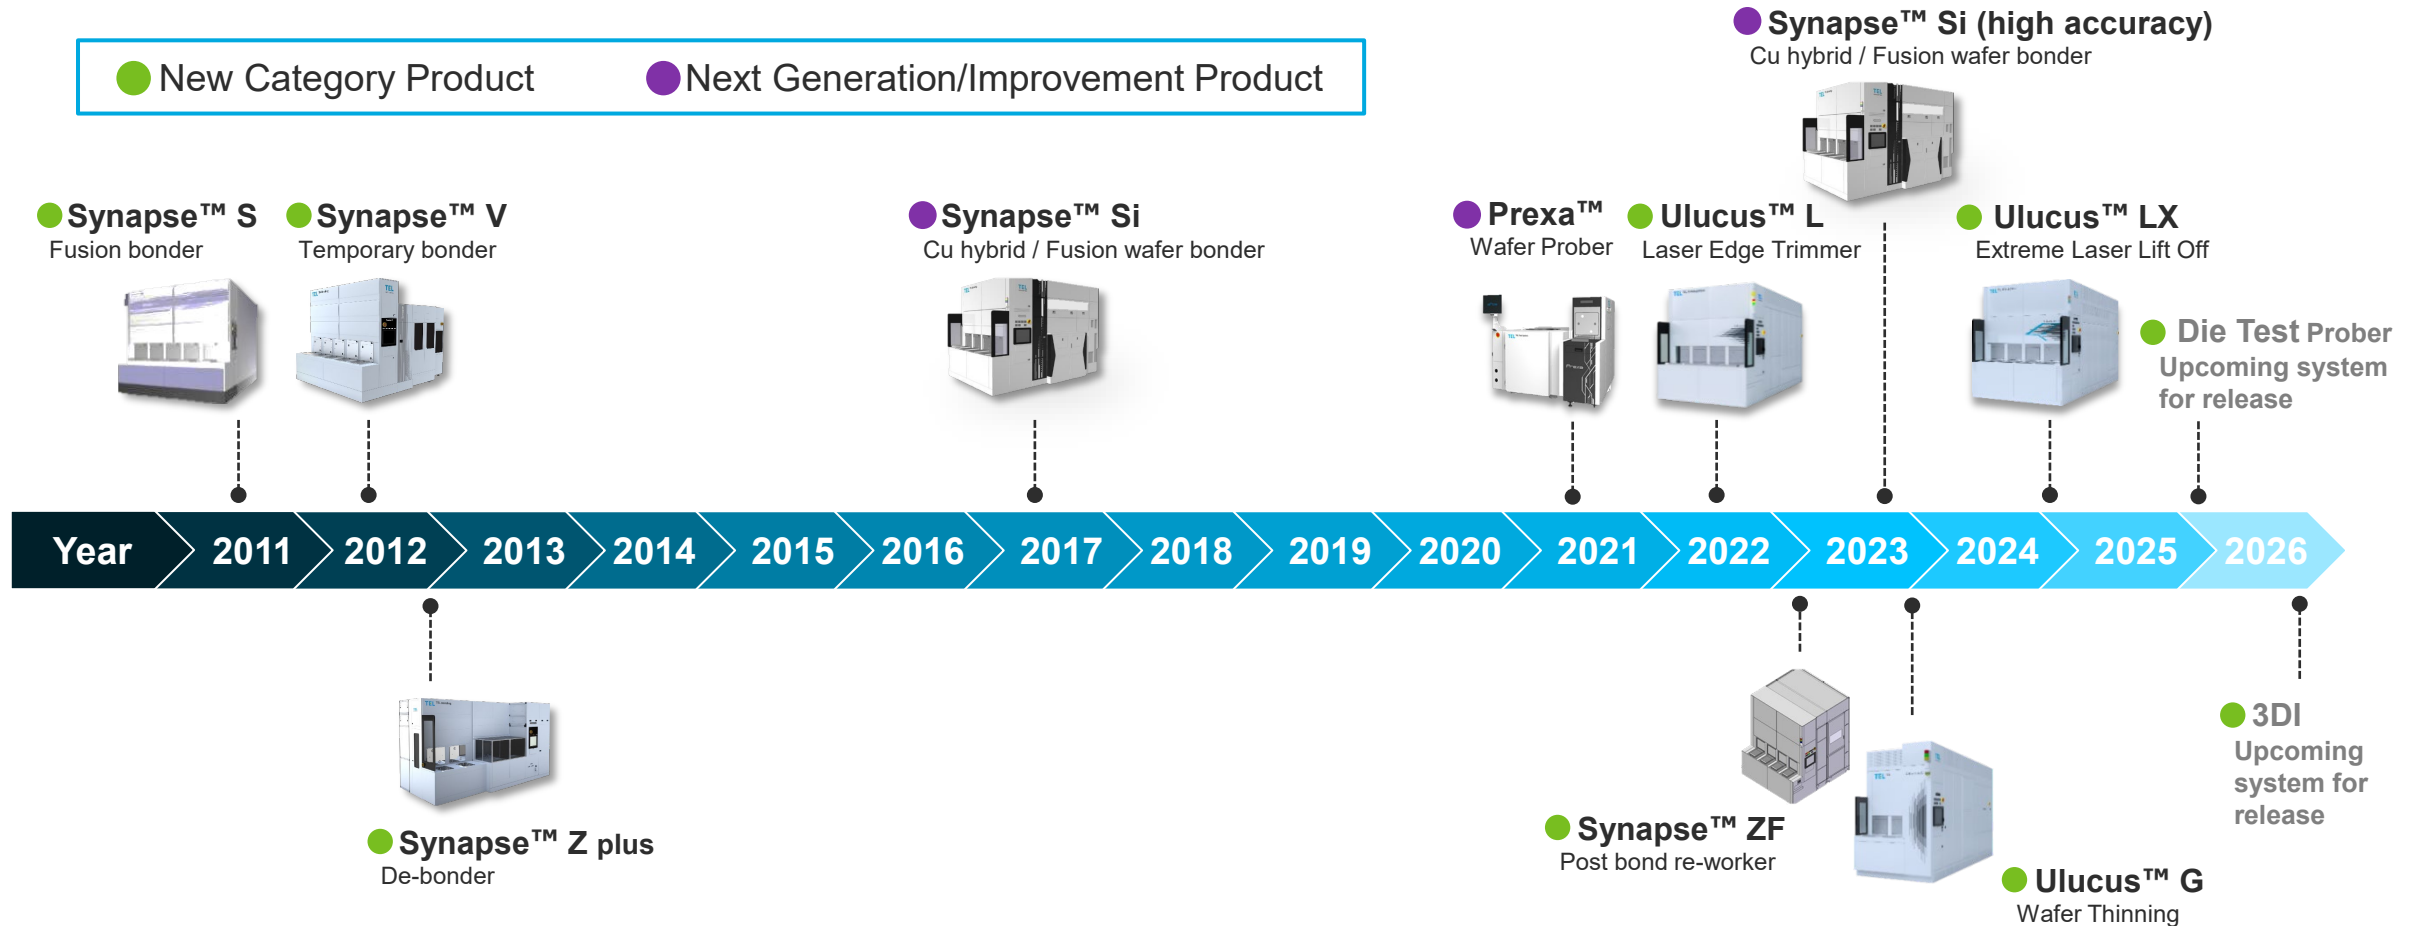 New Category Product
Next Generation/Improvement Product
Synapse™ Si (high accuracy)
Cu hybrid / Fusion wafer bonder
Synapse™ S
Fusion bonder
Synapse™ V
Temporary bonder
Synapse™ Si
Cu hybrid / Fusion wafer bonder
Prexa™
Wafer Prober
Ulucus™ L
Laser Edge Trimmer
Ulucus™ LX
Extreme Laser Lift Off
Die Test Prober
Upcoming system
for release
Year
2011
2012
2013
2014
2015
2016
2017
2018
2019
2020
2021
2022
2023
2024
2025
2026
Synapse™ Z plus
De-bonder
Synapse™ ZF
Post bond re-worker
Ulucus™ G
Wafer Thinning
3DI
Upcoming
system for
release